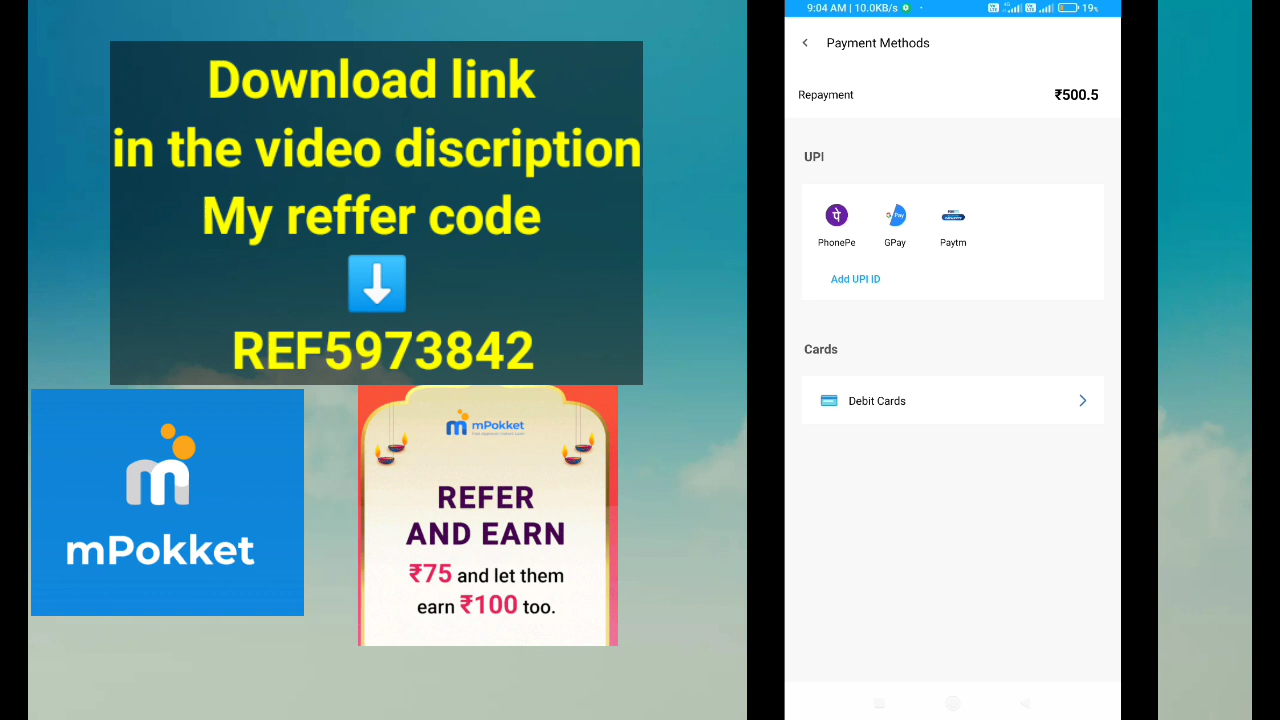 Download link
in the video discription
My reffer code
REF5973842
mPokket
mPokket
REFER
AND EARN
₹75 and let them
earn ₹100 too.
9:04 AM | 10.0KB/s
19%
Payment Methods
Repayment
₹500.5
UPI
पे
G Pay
PhonePe
GPay
Paytm
Add UPI ID
Cards
Debit Cards